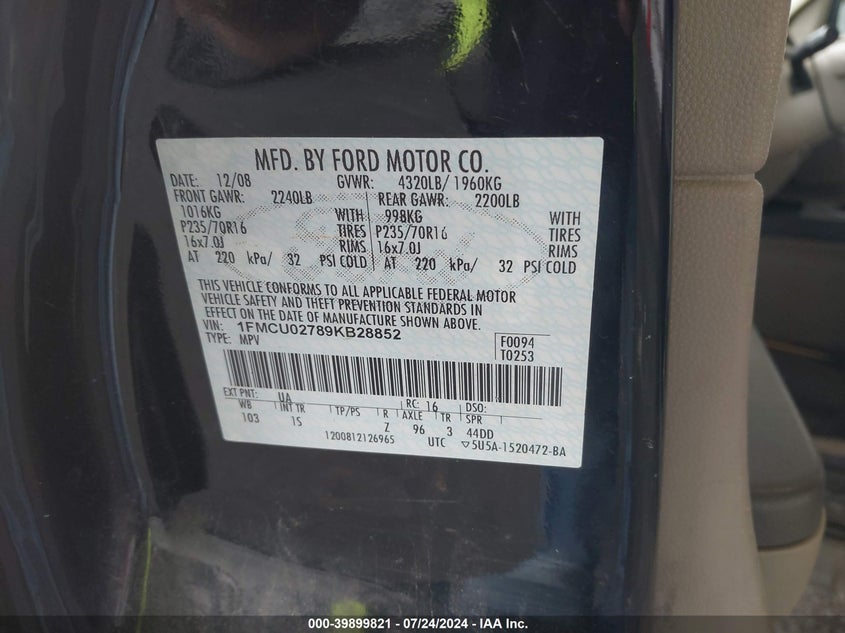 MFD. BY FORD MOTOR CO.
DATE: 12/08 GVWR: 4320LB/ 1960KG
FRONT GAWR: 2240LB REAR GAWR: 2200LB
1016KG WITH 998KG WITH
P235/70R16 TIRES P235/70R16 TIRES
16x7.0J RIMS 16x7.0J RIMS
AT 220 kPa/ 32 PSI COLD AT 220 kPa/ 32 PSI COLD
THIS VEHICLE CONFORMS TO ALL APPLICABLE FEDERAL MOTOR
VEHICLE SAFETY AND THEFT PREVENTION STANDARDS IN
EFFECT ON THE DATE OF MANUFACTURE SHOWN ABOVE.
VIN: 1FMCU02789KB28852 F0094
TYPE: MPV T0253
EXT PNT: UA RC: 16 DSO:
WB INT TR TP/PS R AXLE TR SPR
103 IS Z 96 3 44DD
1200812126965 UTC ▽5U5A-1520472-BA
000-39899821 / 07/24/2024 - IAA Inc.